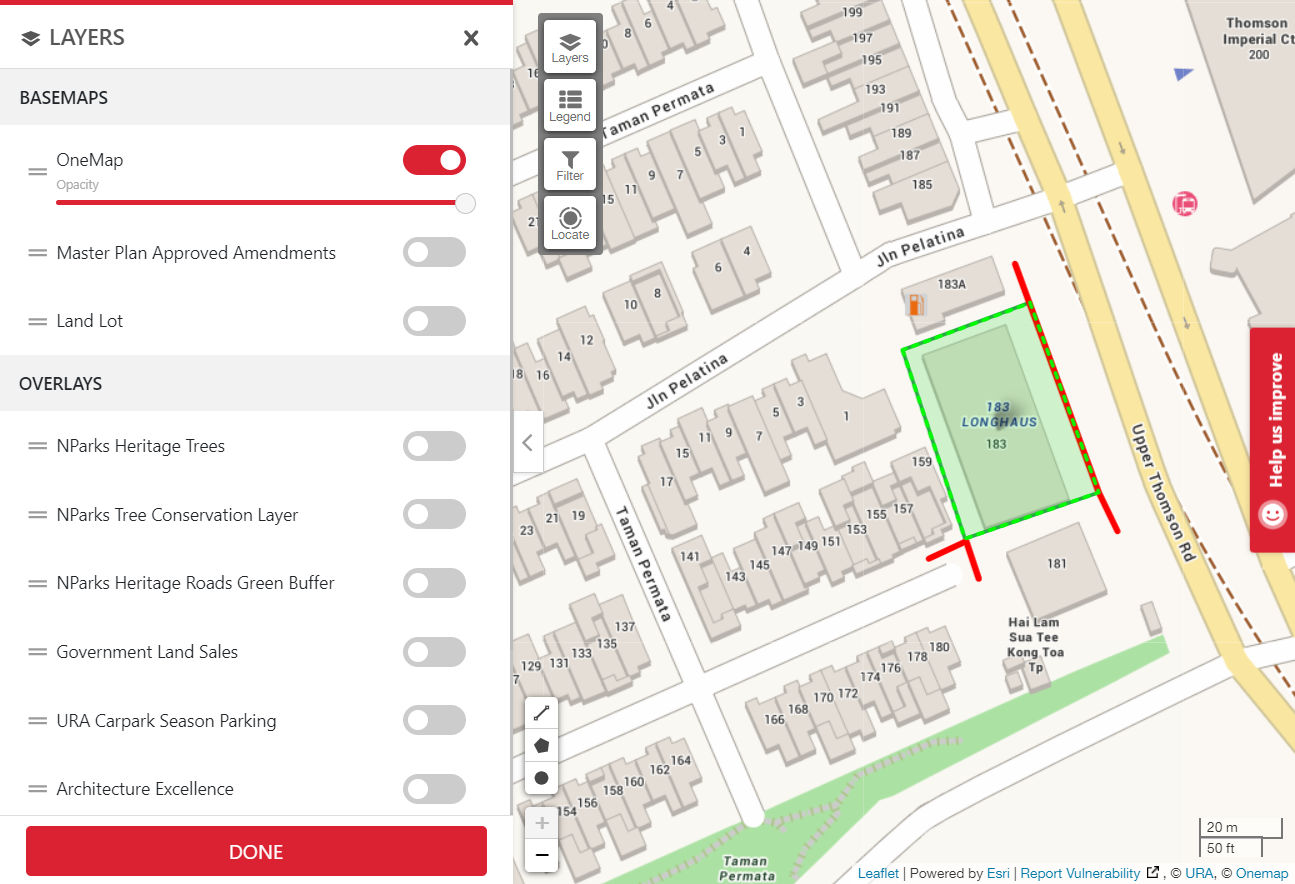 LAYERS
BASEMAPS
OneMap
Opacity
Master Plan Approved Amendments
Land Lot
OVERLAYS
NParks Heritage Trees
NParks Tree Conservation Layer
NParks Heritage Roads Green Buffer
Government Land Sales
URA Carpark Season Parking
Architecture Excellence
DONE
Layers
Legend
Filter
Locate
8
6
4
199
197
195
193
191
189
187
185
Thomson
Imperial Ct
200
Taman Permata
1
3
5
7
9
11
15
Jln Pelatina
4
6
8
10
12
14
16
18
183A
Jln Pelatina
1
3
5
7
9
11
15
17
183
LONGHAUS
183
159
157
155
153
151
149
147
145
143
141
19
21
23
Taman Permata
Upper Thomson Rd
181
Hai Lam
Sua Tee
Kong Toa
Tp
137
135
133
131
129
180
178
176
174
172
170
168
166
164
162
160
158
156
154
Taman
Permata
Help us improve
20 m
50 ft
Leaflet | Powered by Esri | Report Vulnerability , © URA, © Onemap